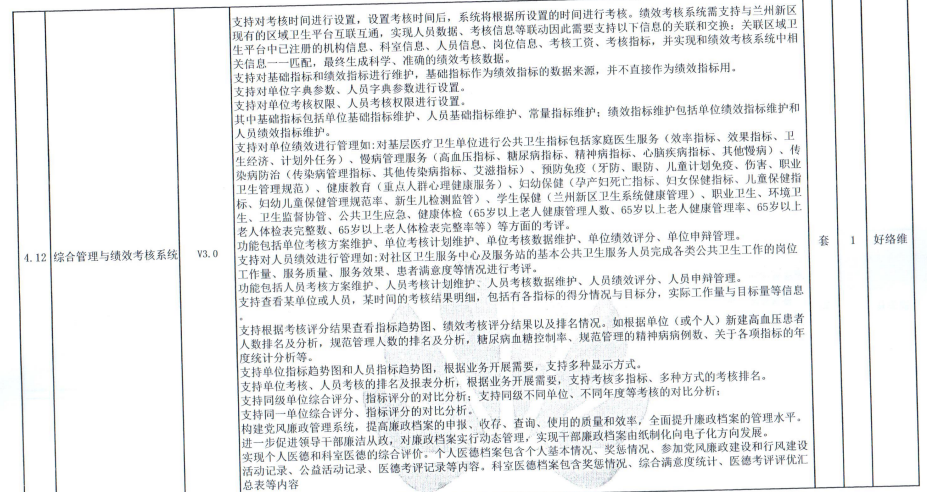 支持对考核时间进行设置，设置考核时间后，系统将根据所设置的时间进行考核。绩效考核系统需支持与兰州新区
现有的区域卫生平台互联互通，实现人员数据、考核信息等联动因此需要支持以下信息的关联和交换：关联区域卫
生平台中已注册的机构信息、科室信息、人员信息、岗位信息、考核工资、考核指标，并实现和绩效考核系统中相
关信息一一匹配，最终生成科学、准确的绩效考核数据。
支持对基础指标和绩效指标进行维护，基础指标作为绩效指标的数据来源，并不直接作为绩效指标用。
支持对单位字典参数、人员字典参数进行设置。
支持对单位考核权限、人员考核权限进行设置。
其中基础指标包括单位基础指标维护、人员基础指标维护、常量指标维护；绩效指标维护包括单位绩效指标维护和
人员绩效指标维护。
支持对单位绩效进行管理如:对基层医疗卫生单位进行公共卫生指标包括家庭医生服务（效率指标、效果指标、卫
生经济、计划外任务）、慢病管理服务（高血压指标、糖尿病指标、精神病指标、心脑疾病指标、其他慢病）、传
染病防治（传染病管理指标、其他传染病指标、艾滋指标）、预防免疫（牙防、眼防、儿童计划免疫、伤害、职业
卫生管理规范）、健康教育（重点人群心理健康服务）、妇幼保健（孕产妇死亡指标、妇女保健指标、儿童保健指
标、妇幼儿童保健管理规范率、新生儿检测监管）、学生保健（兰州新区卫生系统健康管理）、职业卫生、环境卫
生、卫生监督协管、公共卫生应急、健康体检（65岁以上老人健康管理人数、65岁以上老人健康管理率、65岁以上
老人体检表完整数、65岁以上老人体检表完整率等）等方面的考评。
功能包括单位考核方案维护、单位考核计划维护、单位考核数据维护、单位绩效评分、单位申辩管理。
4.12 综合管理与绩效考核系统 V3.0 支持对人员绩效进行管理如:对社区卫生服务中心及服务站的基本公共卫生服务人员完成各类公共卫生工作的岗位 套 1 好络维
工作量、服务质量、服务效果、患者满意度等情况进行考评。
功能包括人员考核方案维护、人员考核计划维护、人员考核数据维护、人员绩效评分、人员申辩管理。
支持查看某单位或人员，某时间的考核结果明细，包括有各指标的得分情况与目标分，实际工作量与目标量等信息
。
支持根据考核评分结果查看指标趋势图、绩效考核评分结果以及排名情况。如根据单位（或个人）新建高血压患者
人数排名及分析，规范管理人数的排名及分析，糖尿病血糖控制率、规范管理的精神病病例数、关于各项指标的年
度统计分析等。
支持单位指标趋势图和人员指标趋势图，根据业务开展需要，支持多种显示方式。
支持单位考核、人员考核的排名及报表分析，根据业务开展需要，支持考核多指标、多种方式的考核排名。
支持同级单位综合评分、指标评分的对比分析；支持同级不同单位、不同年度等考核的对比分析；
支持同一单位综合评分、指标评分的对比分析。
构建党风廉政管理系统，提高廉政档案的申报、收存、查询、使用的质量和效率，全面提升廉政档案的管理水平。
进一步促进领导干部廉洁从政，对廉政档案实行动态管理，实现干部廉政档案由纸制化向电子化方向发展。
实现个人医德和科室医德的综合评价。个人医德档案包含个人基本情况、奖惩情况、参加党风廉政建设和行风建设
活动记录、公益活动记录、医德考评记录等内容。科室医德档案包含奖惩情况、综合满意度统计、医德考评评优汇
总表等内容